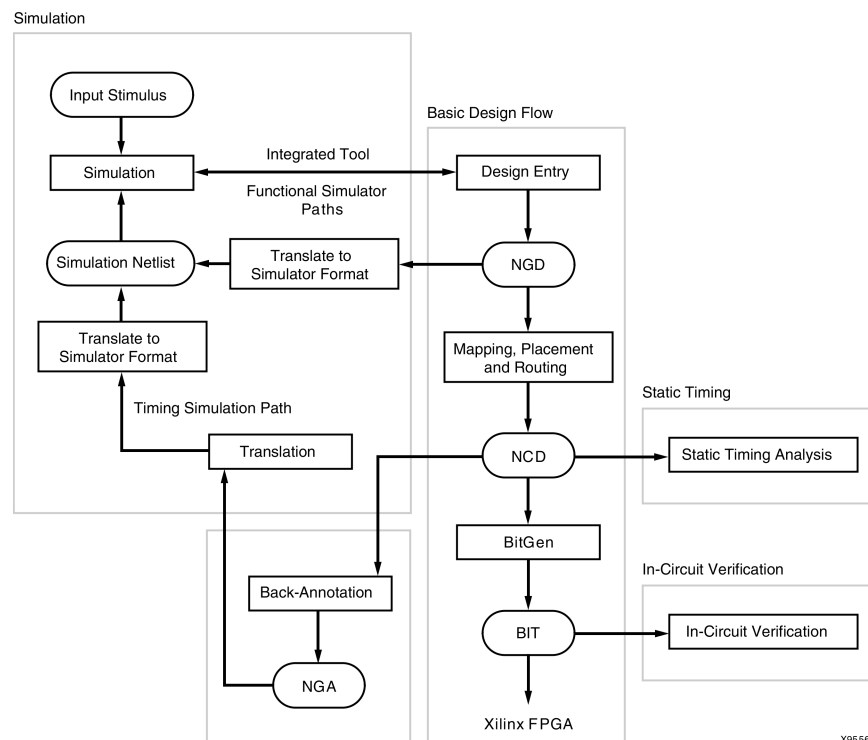 Simulation
Input Stimulus
Basic Design Flow
Integrated Tool
Simulation
Design Entry
Functional Simulator
Paths
Simulation Netlist
Translate to
Simulator Format
NGD
Translate to
Simulator Format
Mapping, Placement
and Routing
Static Timing
Timing Simulation Path
Translation
NCD
Static Timing Analysis
BitGen
In-Circuit Verification
Back-Annotation
BIT
In-Circuit Verification
NGA
Xilinx FPGA